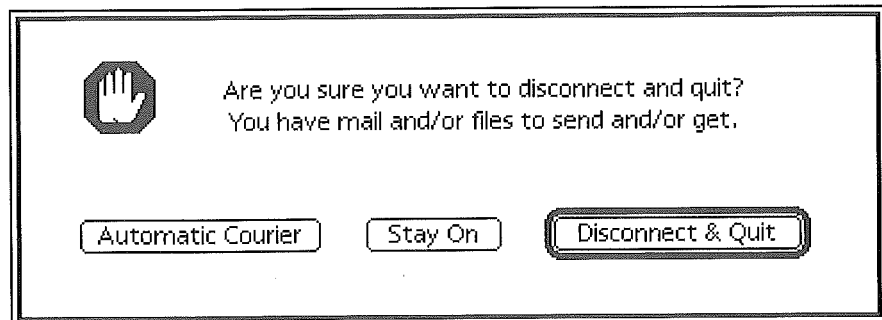 Are you sure you want to disconnect and quit?
You have mail and/or files to send and/or get.
Automatic Courier
Stay On
Disconnect & Quit